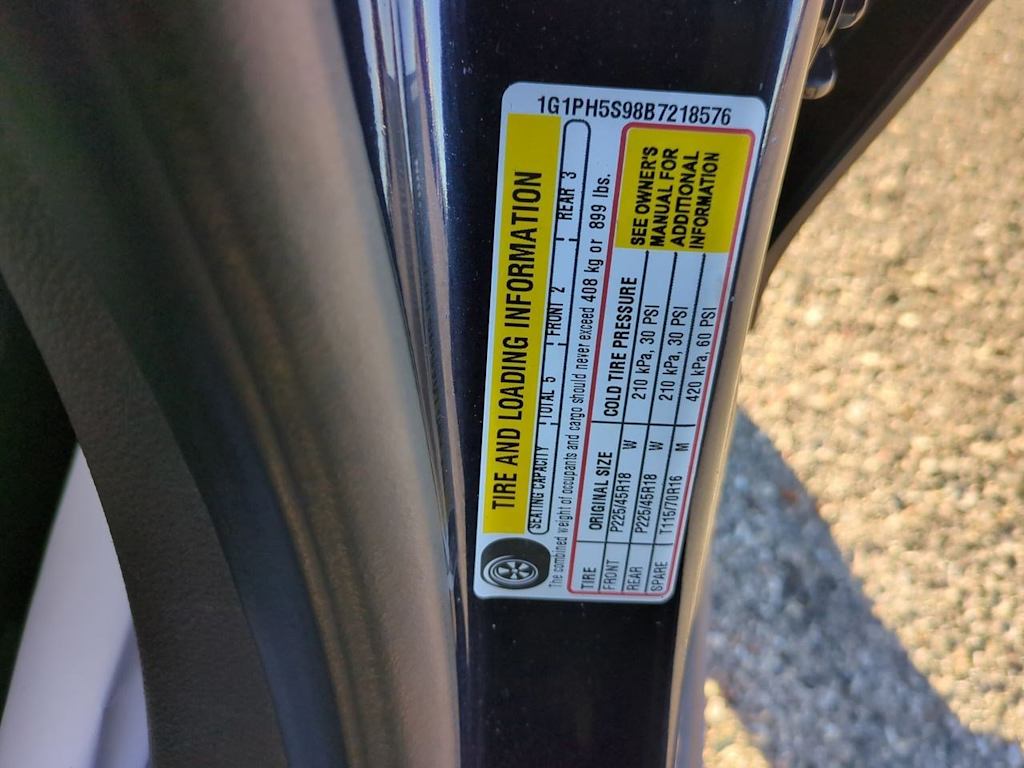 1G1PH5S98B7218576
TIRE AND LOADING INFORMATION
SEATING CAPACITY TOTAL 5 FRONT 2 REAR 3
The combined weight of occupants and cargo should never exceed 408 kg or 899 lbs.
TIRE ORIGINAL SIZE COLD TIRE PRESSURE
FRONT P225/45R18 W 210 kPa, 30 PSI
REAR P225/45R18 W 210 kPa, 30 PSI
SPARE T115/70R16 M 420 kPa, 60 PSI
SEE OWNER'S
MANUAL FOR
ADDITIONAL
INFORMATION